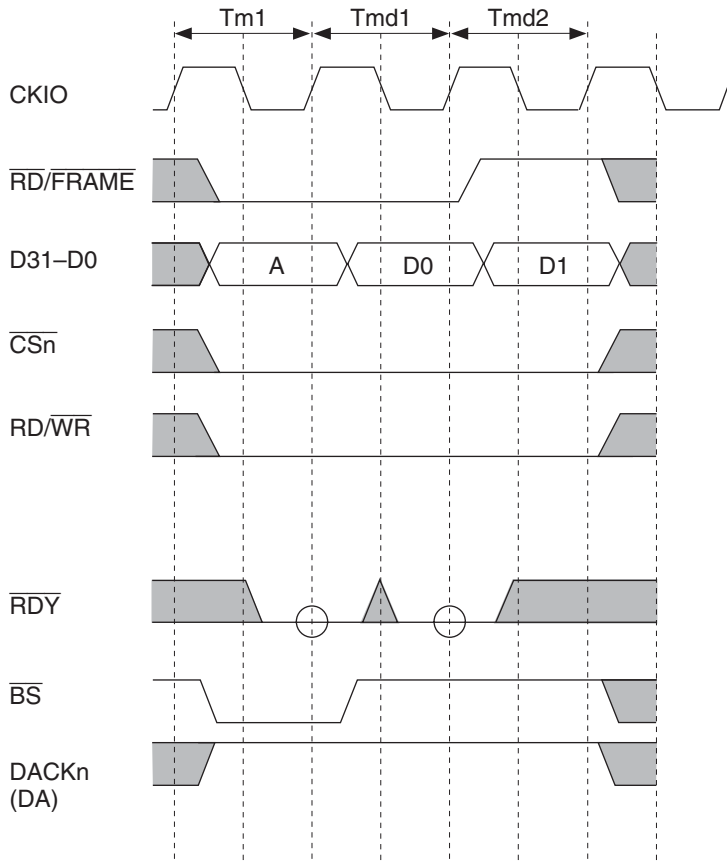 Tm1 Tmd1 Tmd2
CKIO
RD/FRAME
D31–D0
A D0 D1
CSn
RD/WR
RDY
BS
DACKn
(DA)